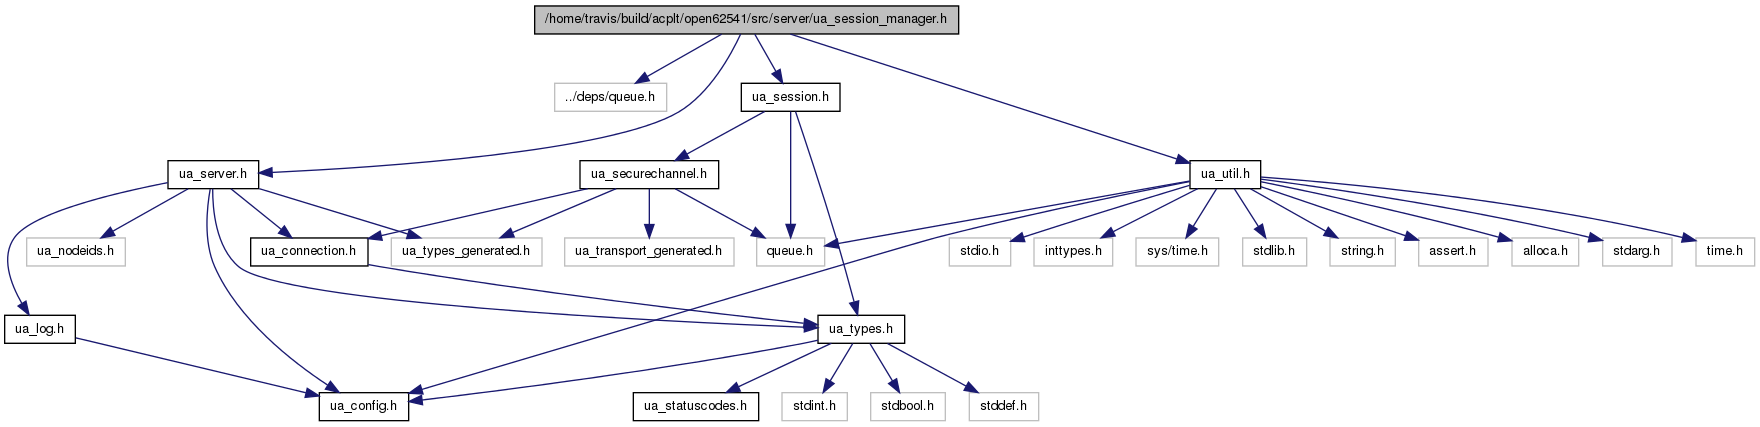 /home/travis/build/acplt/open62541/src/server/ua_session_manager.h
../deps/queue.h
ua_session.h
ua_server.h
ua_securechannel.h
ua_util.h
ua_nodeids.h
ua_connection.h
ua_types_generated.h
ua_transport_generated.h
queue.h
stdio.h
inttypes.h
sys/time.h
stdlib.h
string.h
assert.h
alloca.h
stdarg.h
time.h
ua_log.h
ua_types.h
ua_config.h
ua_statuscodes.h
stdint.h
stdbool.h
stddef.h